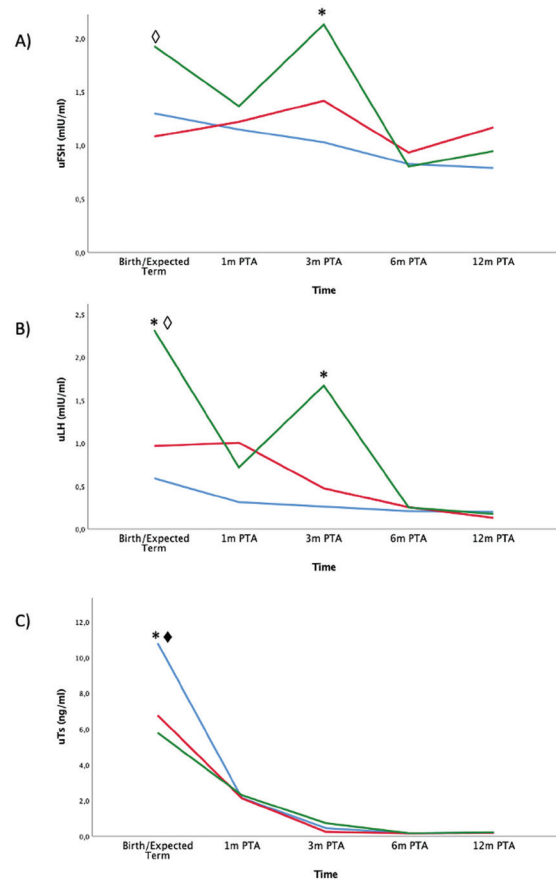 A)
*
2,0
1,5
1,0
0,5
0,0
uFSH (mIU/ml)
Birth/Expected Term 1m PTA 3m PTA 6m PTA 12m PTA
Time
B)
2,5
2,0
1,5
1,0
0,5
0,0
uLH (mIU/ml)
*
*
Birth/Expected Term 1m PTA 3m PTA 6m PTA 12m PTA
Time
C)
12,0
10,0
8,0
6,0
4,0
2,0
0,0
uTs (ng/ml)
*
Birth/Expected Term 1m PTA 3m PTA 6m PTA 12m PTA
Time